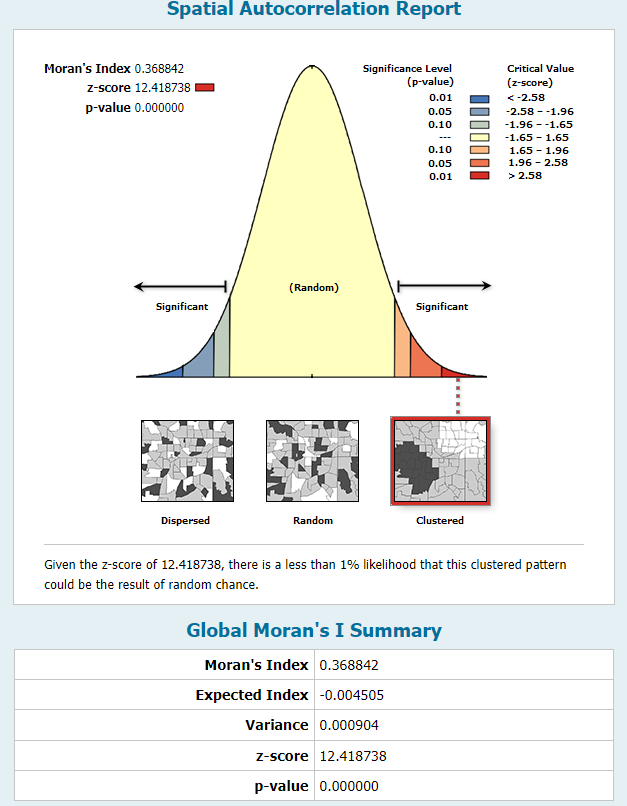 Spatial Autocorrelation Report
Moran's Index 0.368842
z-score 12.418738
p-value 0.000000
Significance Level
(p-value)
Critical Value
(z-score)
0.01 < -2.58
0.05 -2.58 – -1.96
0.10 -1.96 – -1.65
--- -1.65 – 1.65
0.10 1.65 – 1.96
0.05 1.96 – 2.58
0.01 > 2.58
(Random)
Significant
Significant
Dispersed
Random
Clustered
Given the z-score of 12.418738, there is a less than 1% likelihood that this clustered pattern
could be the result of random chance.
Global Moran's I Summary
Moran's Index 0.368842
Expected Index -0.004505
Variance 0.000904
z-score 12.418738
p-value 0.000000